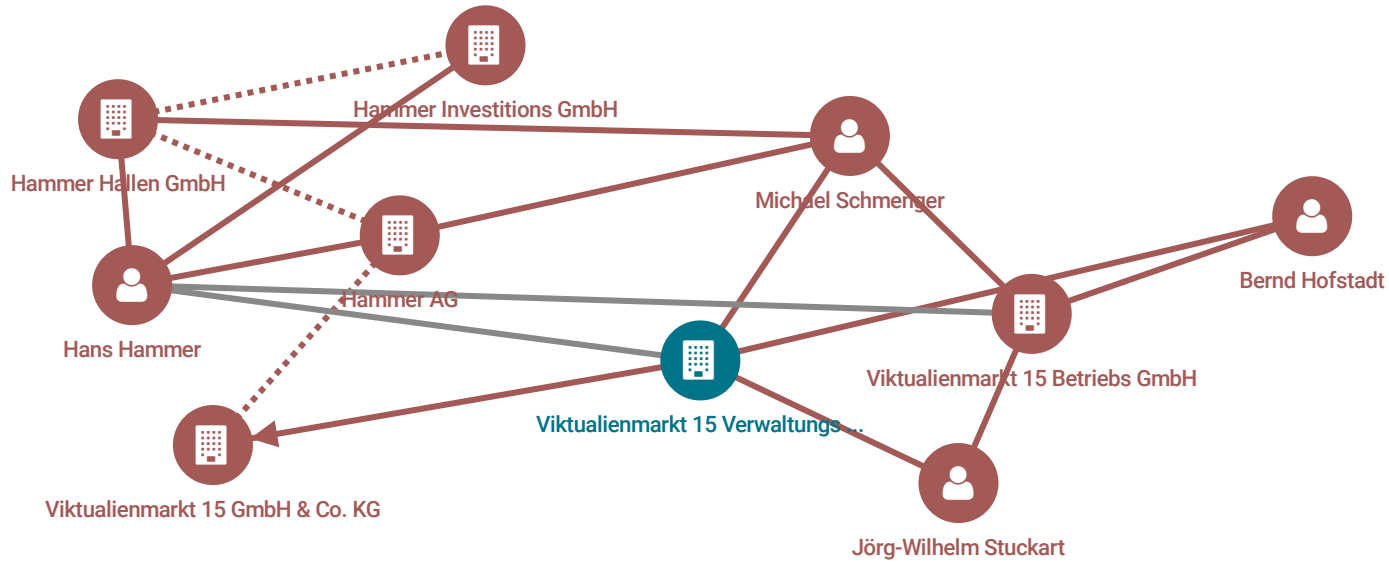 Hammer Investitions GmbH
Hammer Hallen GmbH
Michael Schmenger
Bernd Hofstadt
Hammer AG
Hans Hammer
Viktualienmarkt 15 Betriebs GmbH
Viktualienmarkt 15 Verwaltungs ...
Viktualienmarkt 15 GmbH & Co. KG
Jörg-Wilhelm Stuckart